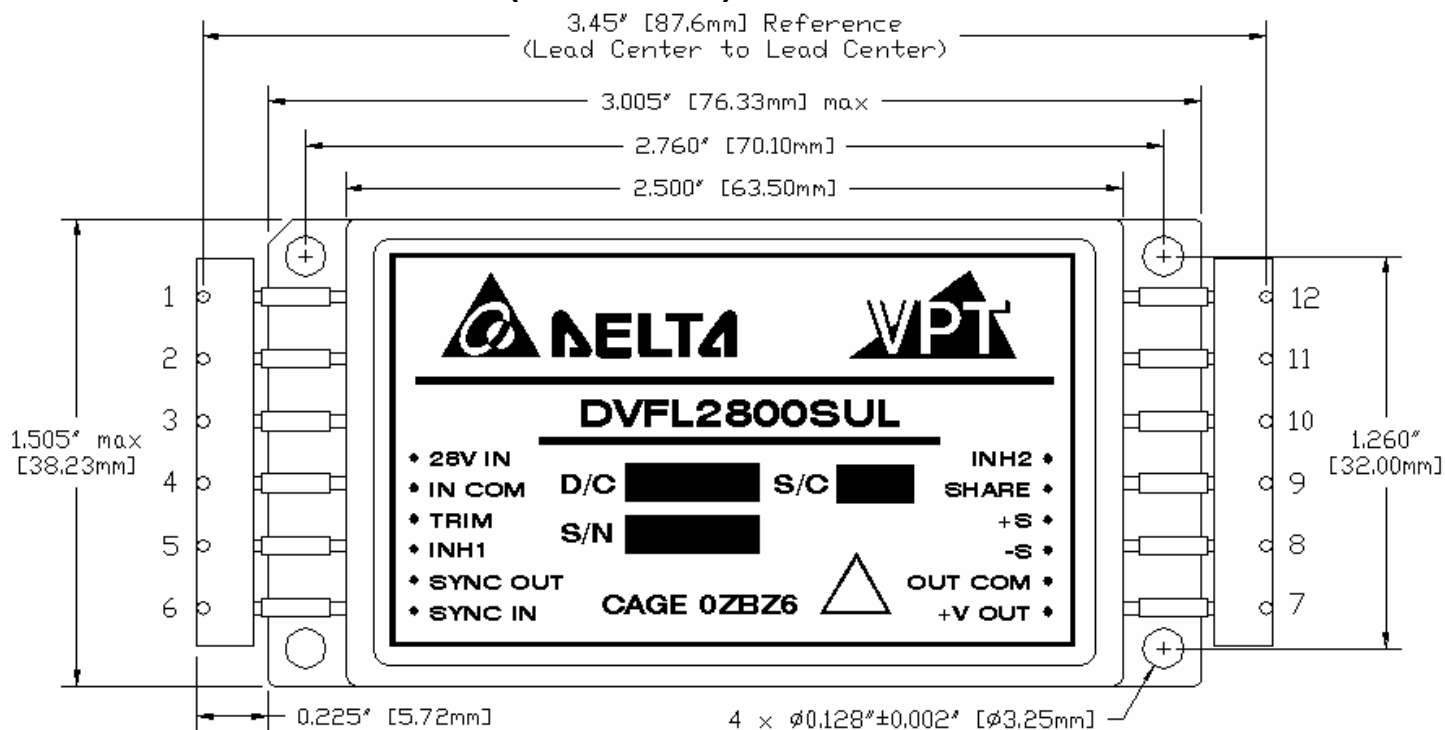 3.45" [87.6mm] Reference
(Lead Center to Lead Center)
3.005" [76.33mm] max
2.760" [70.10mm]
2.500" [63.50mm]
1 12
2 11
3 10
4 9
5 8
6 7
1.505" max
[38.23mm]
1.260"
[32.00mm]
DELTA VPT
DVFL2800SUL
• 28V IN
• IN COM
• TRIM
• INH1
• SYNC OUT
• SYNC IN
D/C S/C
S/N
CAGE 0ZBZ6
INH2 •
SHARE •
+S •
-S •
OUT COM •
+V OUT •
0.225" [5.72mm]
4 x ø0.128"±0.002" [ø3.25mm]